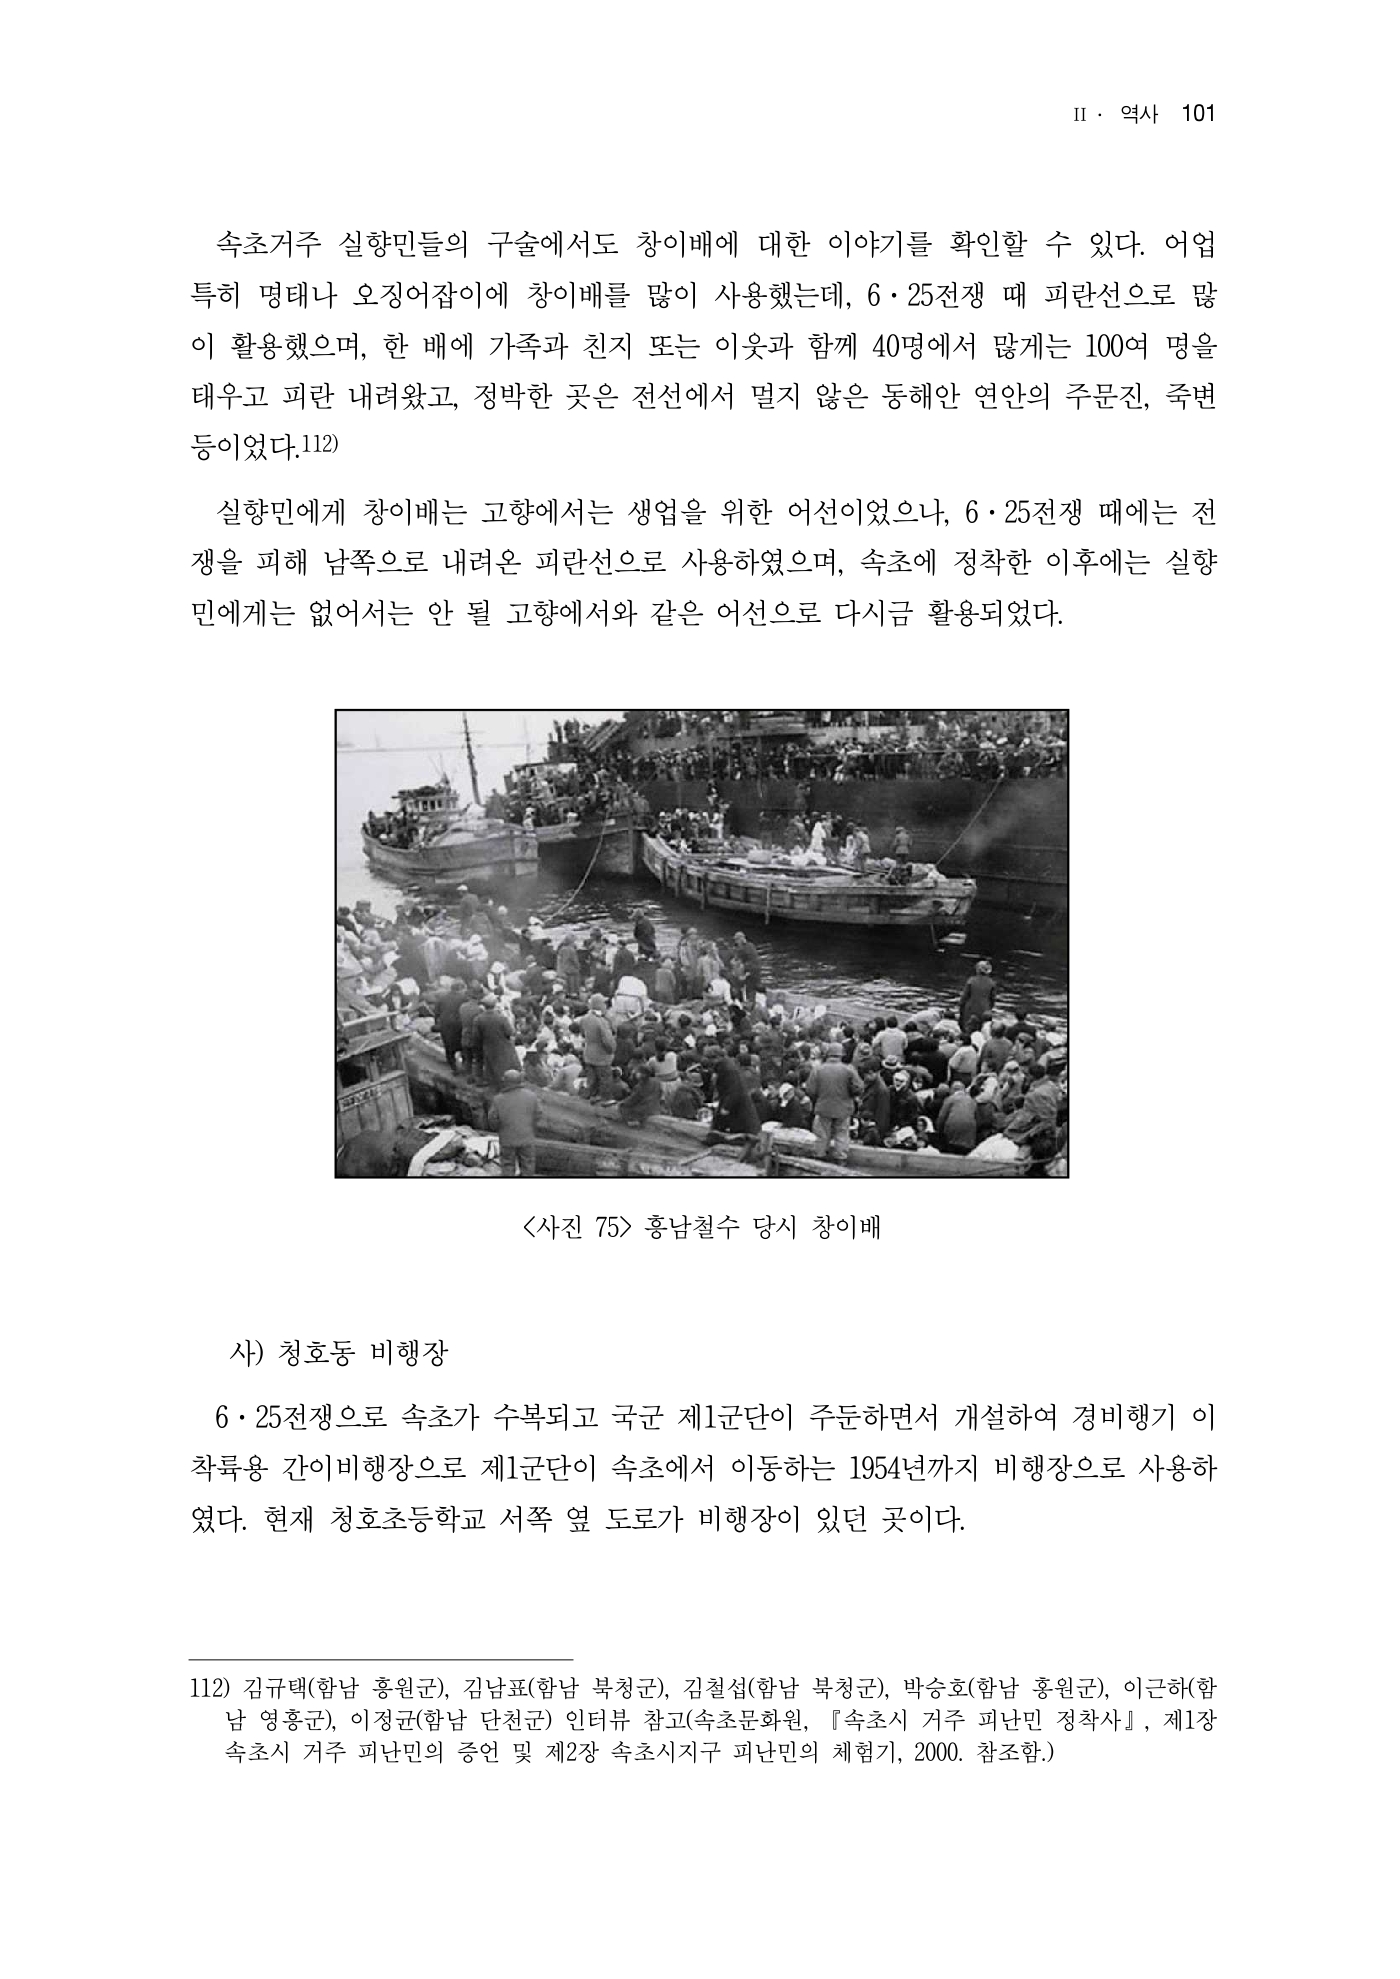 II · 역사 101
속초거주 실향민들의 구술에서도 창이배에 대한 이야기를 확인할 수 있다. 어업
특히 명태나 오징어잡이에 창이배를 많이 사용했는데, 6·25전쟁 때 피란선으로 많
이 활용했으며, 한 배에 가족과 친지 또는 이웃과 함께 40명에서 많게는 100여 명을
태우고 피란 내려왔고, 정박한 곳은 전선에서 멀지 않은 동해안 연안의 주문진, 죽변
등이었다.112)
실향민에게 창이배는 고향에서는 생업을 위한 어선이었으나, 6·25전쟁 때에는 전
쟁을 피해 남쪽으로 내려온 피란선으로 사용하였으며, 속초에 정착한 이후에는 실향
민에게는 없어서는 안 될 고향에서와 같은 어선으로 다시금 활용되었다.
<사진 75> 흥남철수 당시 창이배
사) 청호동 비행장
6·25전쟁으로 속초가 수복되고 국군 제1군단이 주둔하면서 개설하여 경비행기 이
착륙용 간이비행장으로 제1군단이 속초에서 이동하는 1954년까지 비행장으로 사용하
였다. 현재 청호초등학교 서쪽 옆 도로가 비행장이 있던 곳이다.
112) 김규택(함남 흥원군), 김남표(함남 북청군), 김철섭(함남 북청군), 박승호(함남 홍원군), 이근하(함
남 영흥군), 이정균(함남 단천군) 인터뷰 참고(속초문화원, 『속초시 거주 피난민 정착사』, 제1장
속초시 거주 피난민의 증언 및 제2장 속초시지구 피난민의 체험기, 2000. 참조함.)